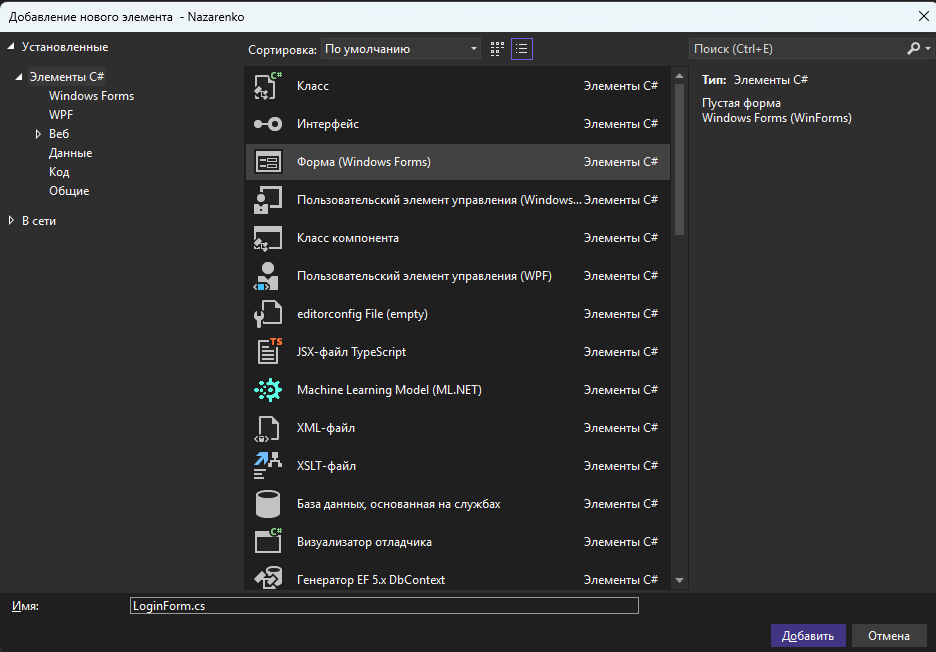 Добавление нового элемента - Nazarenko
Установленные
Элементы C#
Windows Forms
WPF
Веб
Данные
Код
Общие
В сети
Сортировка: По умолчанию
Класс Элементы C#
Интерфейс Элементы C#
Форма (Windows Forms) Элементы C#
Пользовательский элемент управления (Windows... Элементы C#
Класс компонента Элементы C#
Пользовательский элемент управления (WPF) Элементы C#
editorconfig File (empty) Элементы C#
JSX-файл TypeScript Элементы C#
Machine Learning Model (ML.NET) Элементы C#
XML-файл Элементы C#
XSLT-файл Элементы C#
База данных, основанная на службах Элементы C#
Визуализатор отладчика Элементы C#
Генератор EF 5.x DbContext Элементы C#
Поиск (Ctrl+E)
Тип: Элементы C#
Пустая форма
Windows Forms (WinForms)
Имя: LoginForm.cs
Добавить Отмена